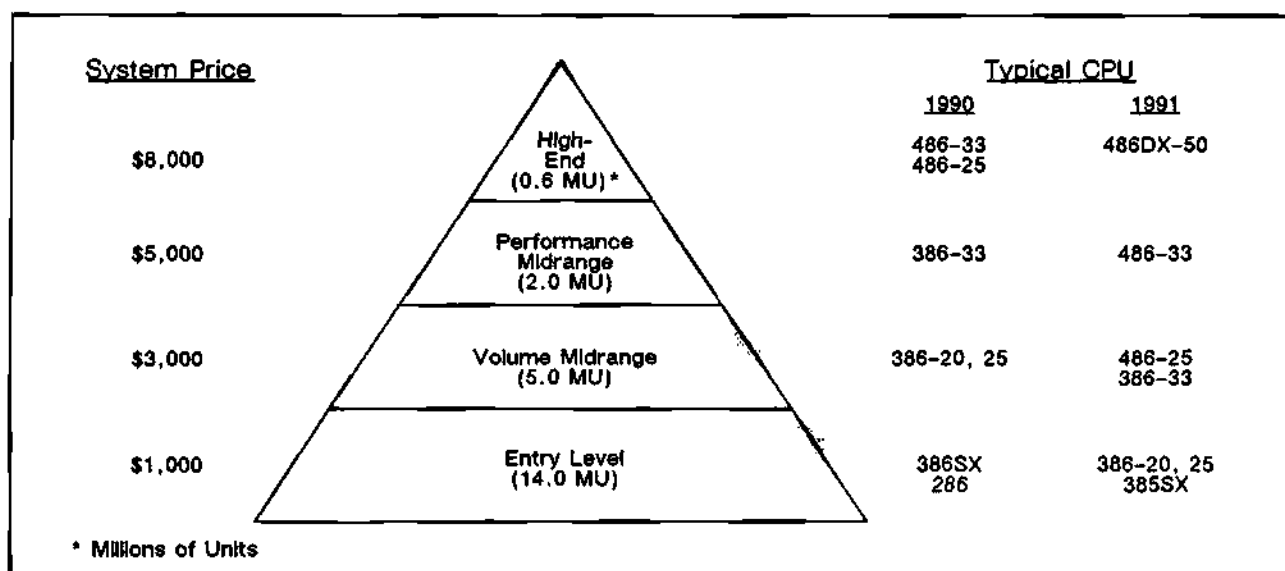 System Price
Typical CPU
1990
1991
$8,000
High-
End
(0.6 MU)*
486-33
486-25
486DX-50
$5,000
Performance
Midrange
(2.0 MU)
386-33
486-33
$3,000
Volume Midrange
(5.0 MU)
386-20, 25
486-25
386-33
$1,000
Entry Level
(14.0 MU)
386SX
286
386-20, 25
385SX
* Millions of Units